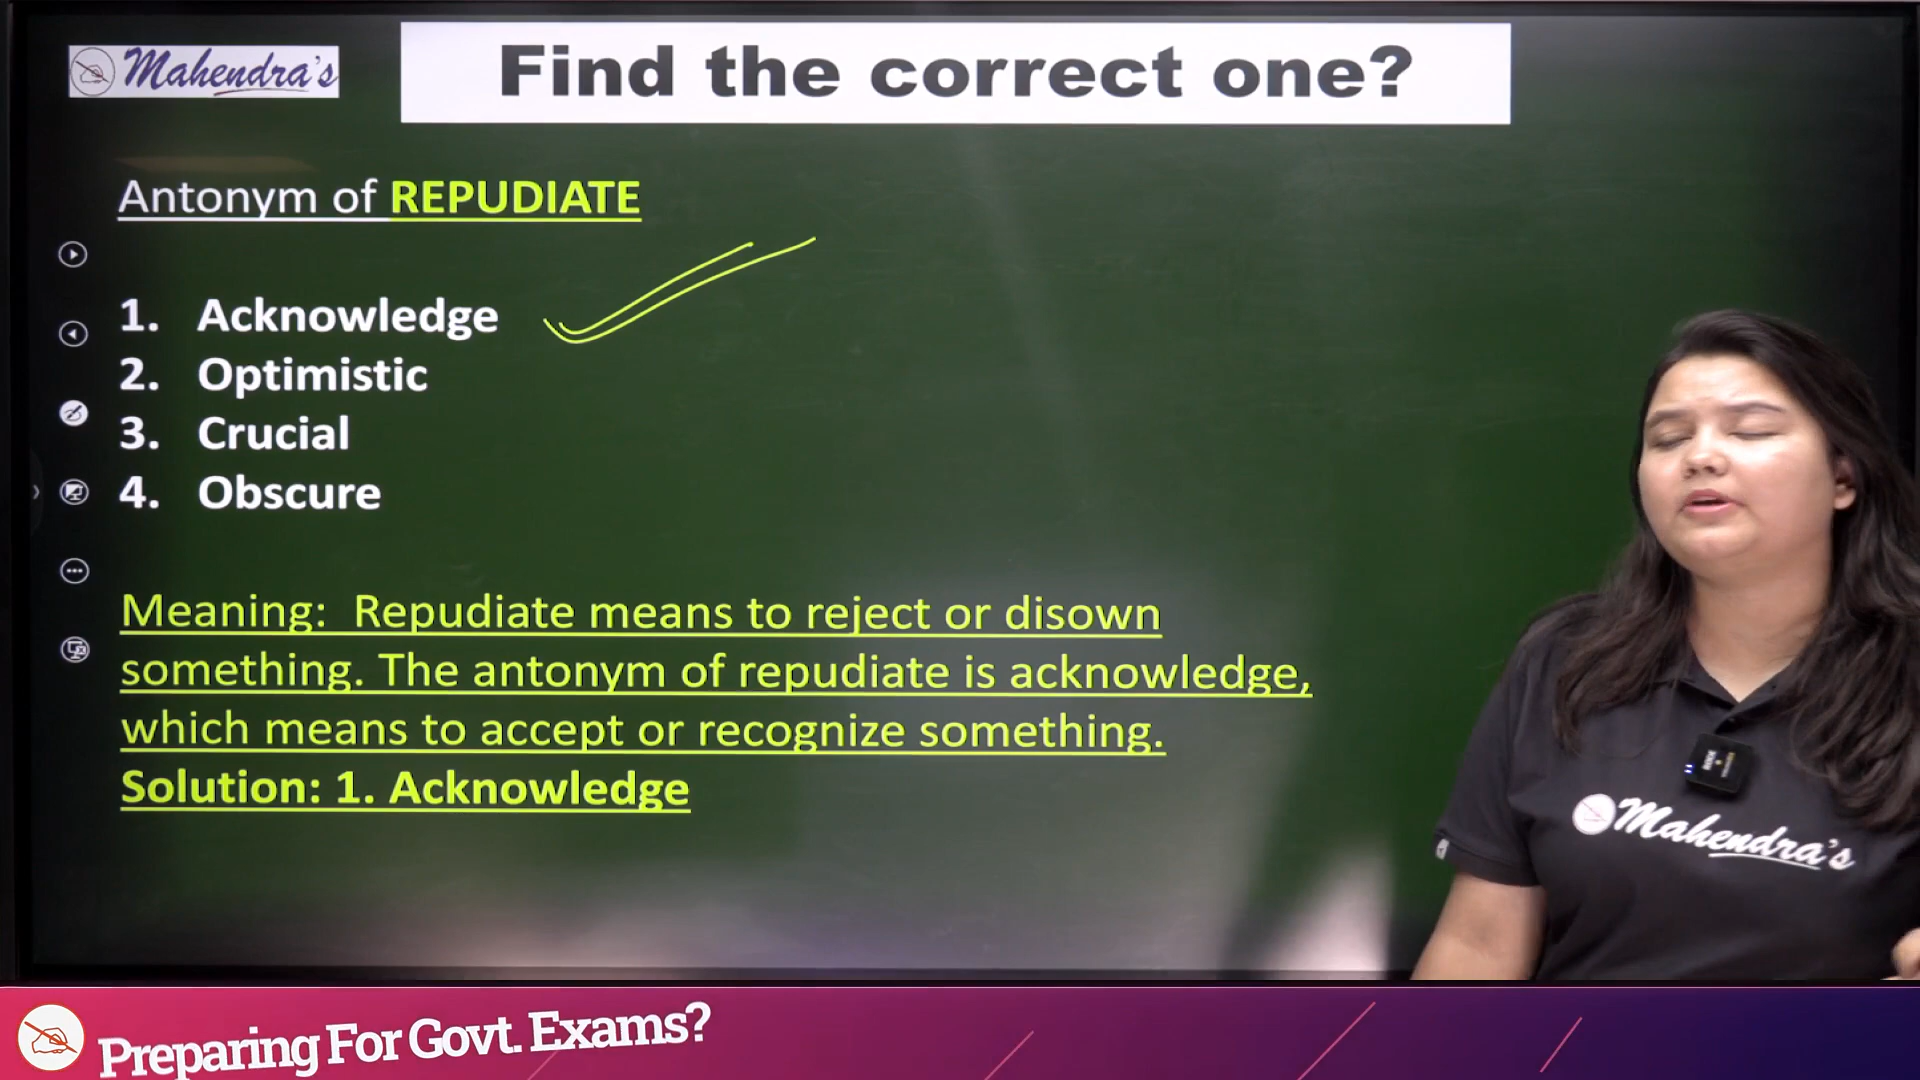 Mahendra's
Find the correct one?
Antonym of REPUDIATE
1. Acknowledge
2. Optimistic
3. Crucial
4. Obscure
Meaning: Repudiate means to reject or disown
something. The antonym of repudiate is acknowledge,
which means to accept or recognize something.
Solution: 1. Acknowledge
Mahendra's
Preparing For Govt. Exams?